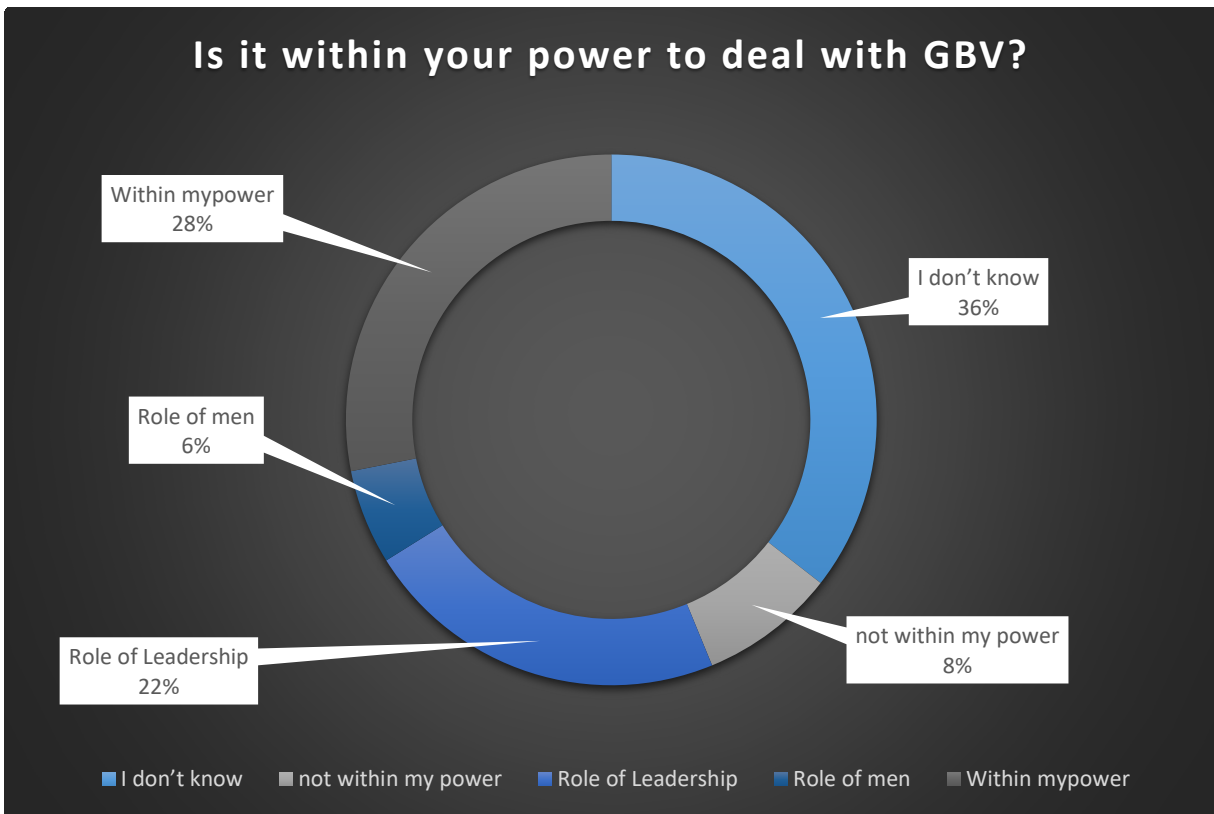 Is it within your power to deal with GBV?
Within mypower
28%
I don’t know
36%
Role of men
6%
not within my power
8%
Role of Leadership
22%
I don’t know
not within my power
Role of Leadership
Role of men
Within mypower